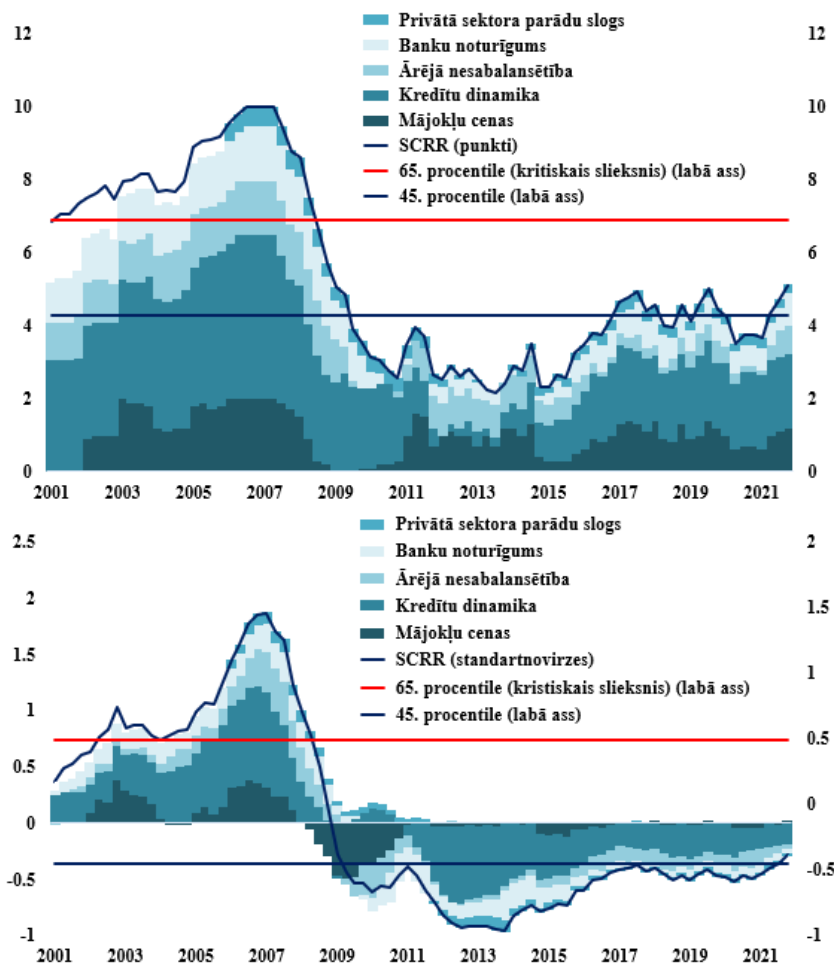 Privātā sektora parādu slogs
Banku noturīgums
Ārējā nesabalansētība
Kredītu dinamika
Mājokļu cenas
SCRR (punkti)
65. procentile (kritiskais slieksnis) (labā ass)
45. procentile (labā ass)
12
10
8
6
4
2
0
12
10
8
6
4
2
0
2001 2003 2005 2007 2009 2011 2013 2015 2017 2019 2021
Privātā sektora parādu slogs
Banku noturīgums
Ārējā nesabalansētība
Kredītu dinamika
Mājokļu cenas
SCRR (standartnovirzes)
65. procentile (kristiskais slieksnis) (labā ass)
45. procentile (labā ass)
2.5
2
1.5
1
0.5
0
-0.5
-1
2
1.5
1
0.5
0
-0.5
-1
2001 2003 2005 2007 2009 2011 2013 2015 2017 2019 2021